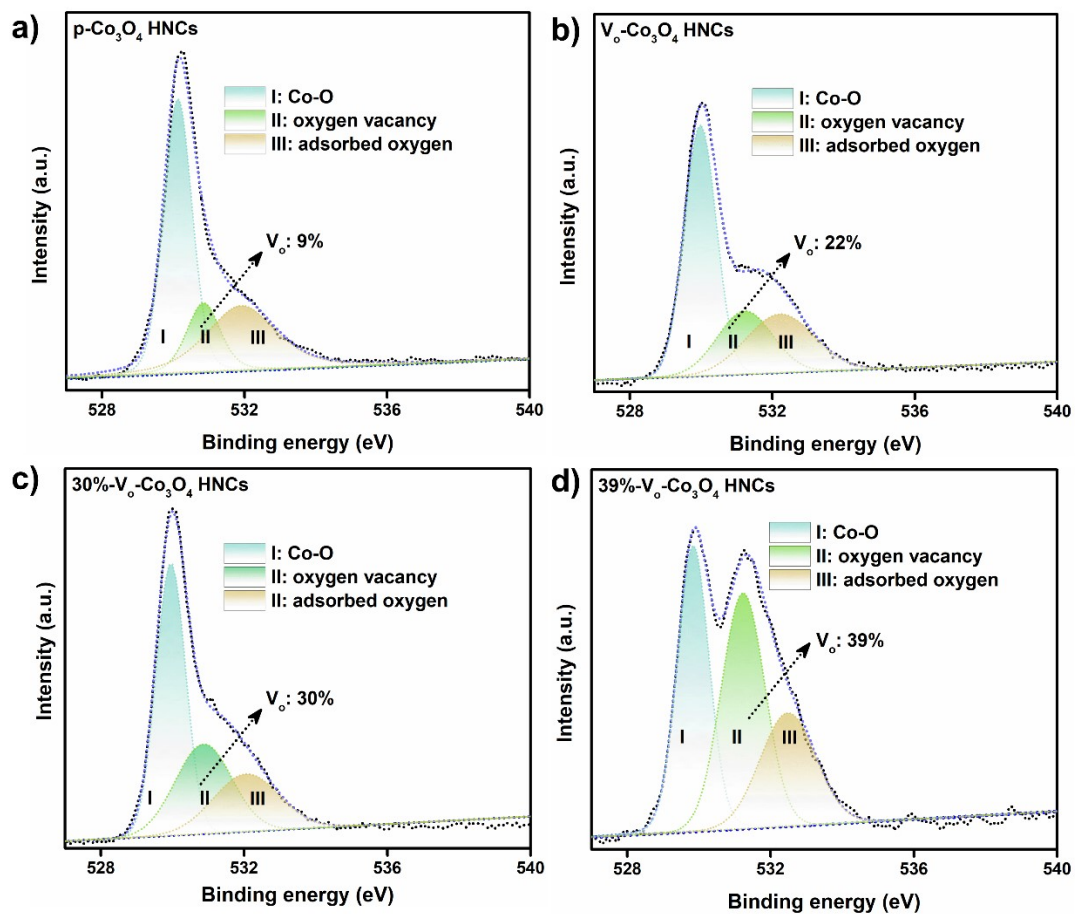 a)
p-Co₃O₄ HNCs
I: Co-O
II: oxygen vacancy
III: adsorbed oxygen
Vₒ: 9%
I II III
Intensity (a.u.)
528 532 536 540
Binding energy (eV)
b)
Vₒ-Co₃O₄ HNCs
I: Co-O
II: oxygen vacancy
III: adsorbed oxygen
Vₒ: 22%
I II III
Intensity (a.u.)
528 532 536 540
Binding energy (eV)
c)
30%-Vₒ-Co₃O₄ HNCs
I: Co-O
II: oxygen vacancy
II: adsorbed oxygen
Vₒ: 30%
I II III
Intensity (a.u.)
528 532 536 540
Binding energy (eV)
d)
39%-Vₒ-Co₃O₄ HNCs
I: Co-O
II: oxygen vacancy
III: adsorbed oxygen
Vₒ: 39%
I II III
Intensity (a.u.)
528 532 536 540
Binding energy (eV)